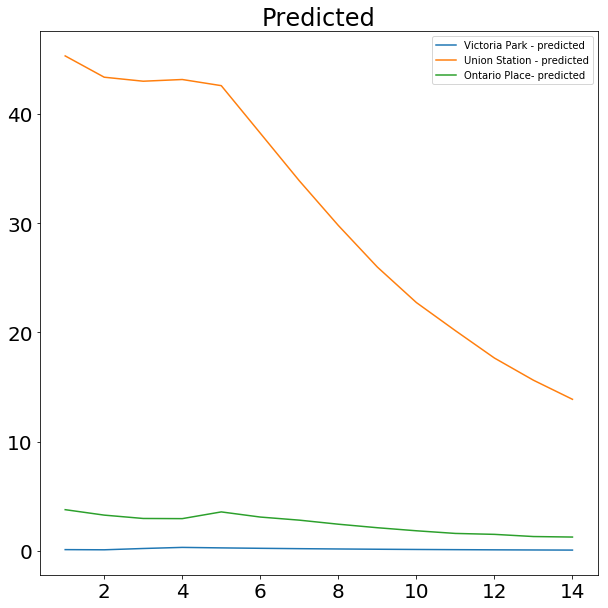 Predicted
Victoria Park - predicted
Union Station - predicted
Ontario Place- predicted
40
30
20
10
0
2 4 6 8 10 12 14